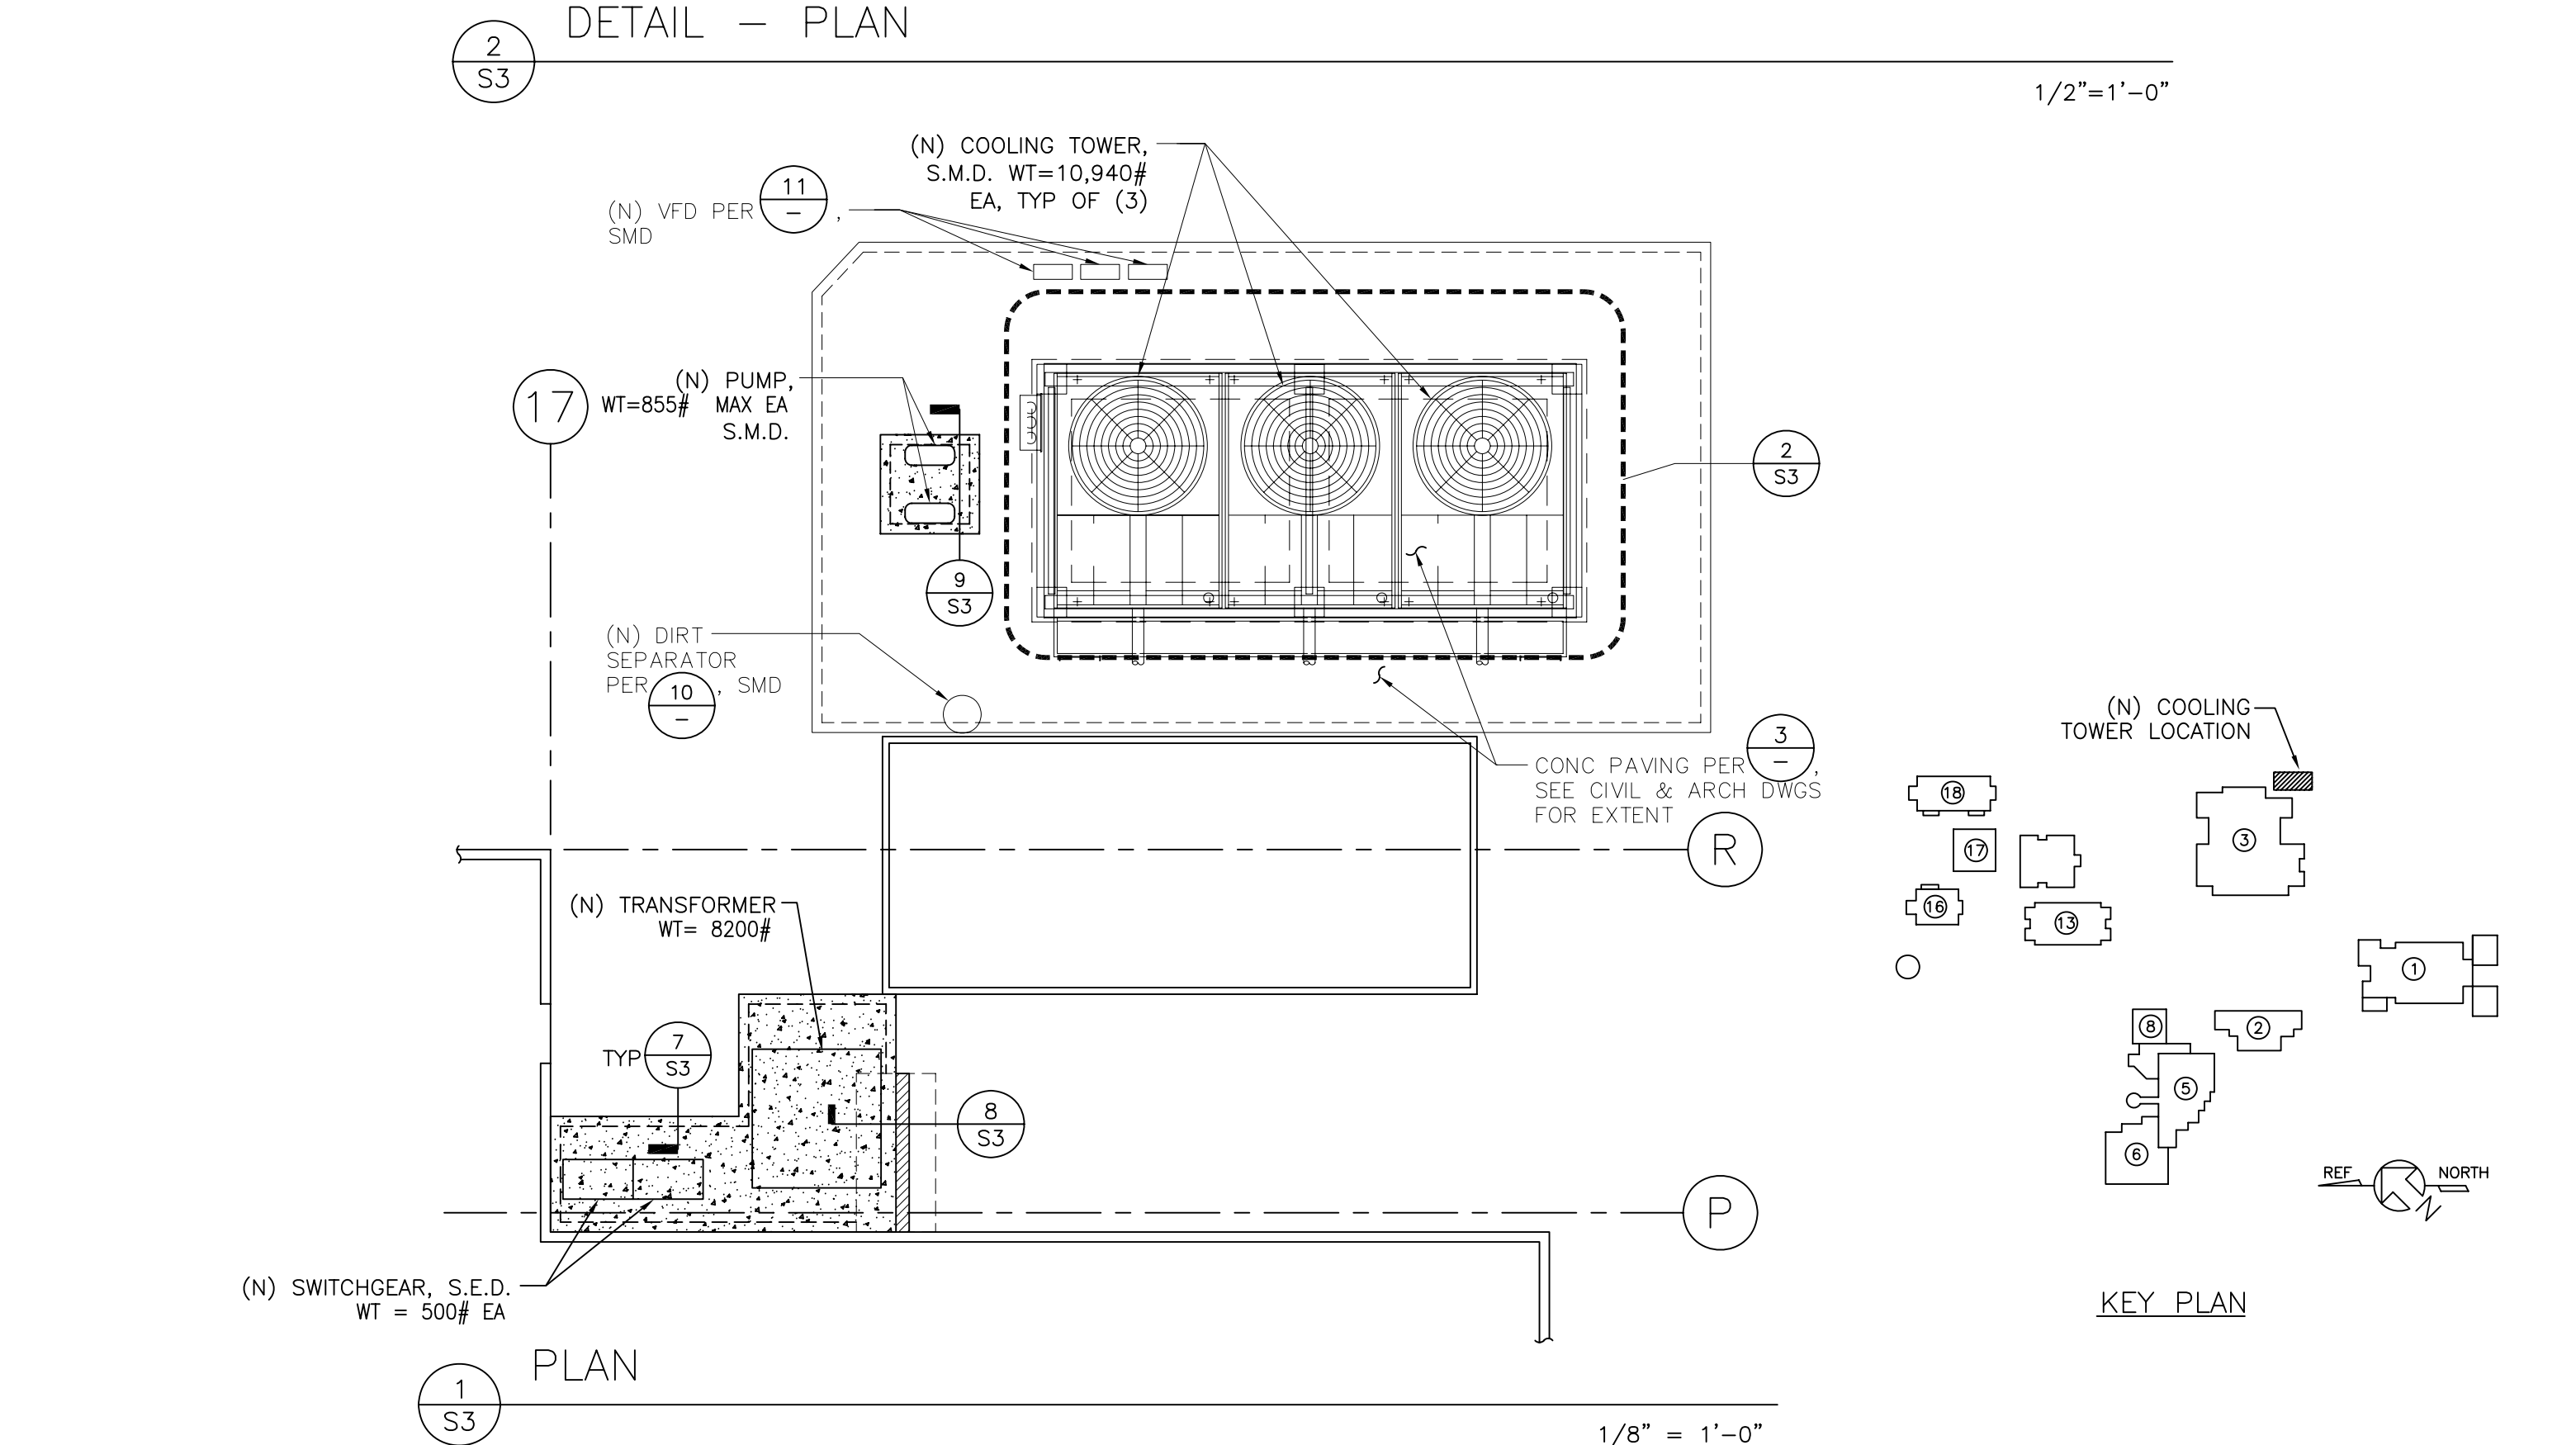 DETAIL – PLAN
2
S3
1/2"=1'–0"
(N) COOLING TOWER,
S.M.D. WT=10,940#
EA, TYP OF (3)
(N) VFD PER 11 – ,
SMD
17
(N) PUMP,
WT=855# MAX EA
S.M.D.
2
S3
9
S3
(N) DIRT
SEPARATOR
PER 10 – , SMD
CONC PAVING PER 3 – ,
SEE CIVIL & ARCH DWGS
FOR EXTENT
R
(N) TRANSFORMER
WT= 8200#
TYP 7
S3
8
S3
P
(N) SWITCHGEAR, S.E.D.
WT = 500# EA
PLAN
1
S3
1/8" = 1'–0"
(N) COOLING
TOWER LOCATION
18
17
3
16
13
1
8
2
5
6
REF NORTH
N
KEY PLAN